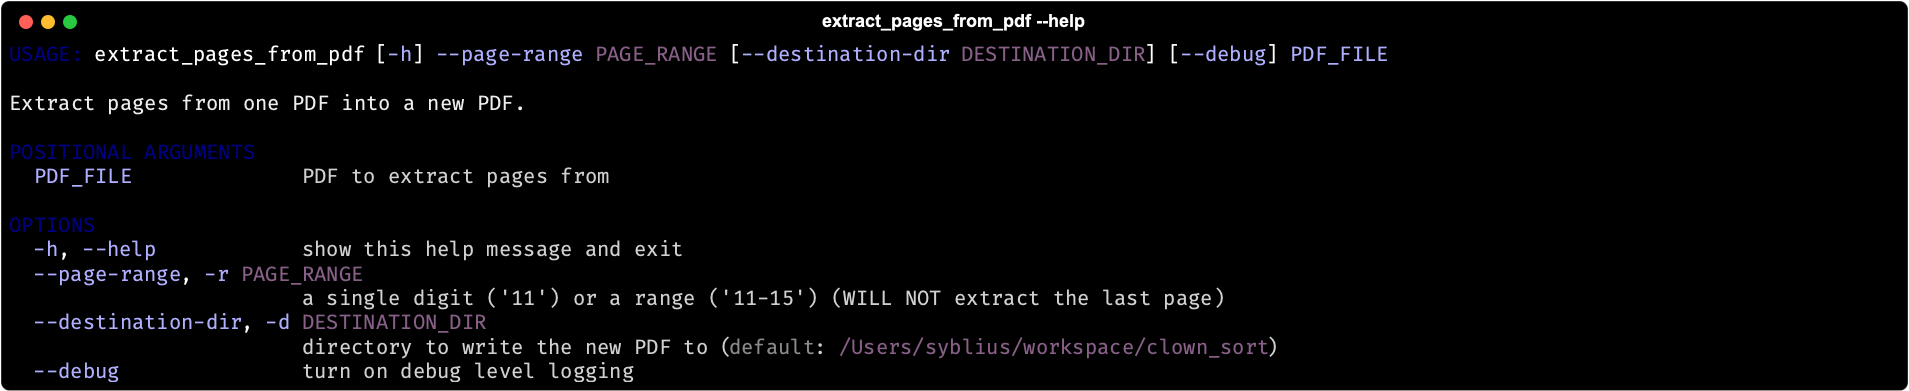 extract_pages_from_pdf --help
USAGE: extract_pages_from_pdf [-h] --page-range PAGE_RANGE [--destination-dir DESTINATION_DIR] [--debug] PDF_FILE
Extract pages from one PDF into a new PDF.
POSITIONAL ARGUMENTS
PDF_FILE PDF to extract pages from
OPTIONS
-h, --help show this help message and exit
--page-range, -r PAGE_RANGE
a single digit ('11') or a range ('11-15') (WILL NOT extract the last page)
--destination-dir, -d DESTINATION_DIR
directory to write the new PDF to (default: /Users/syblius/workspace/clown_sort)
--debug turn on debug level logging